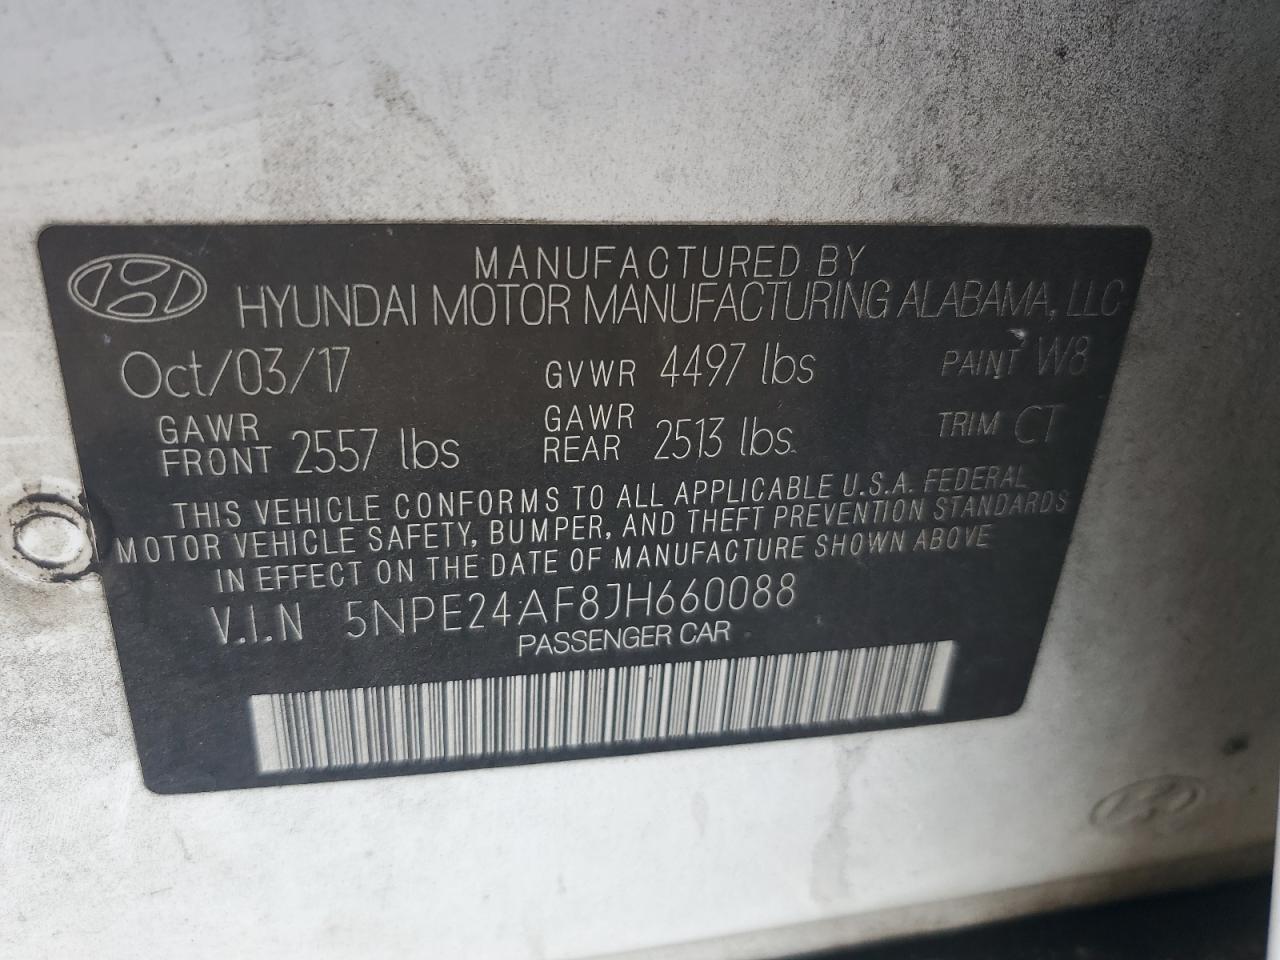 MANUFACTURED BY
HYUNDAI MOTOR MANUFACTURING ALABAMA, LLC
Oct/03/17 GVWR 4497 lbs PAINT W8
GAWR FRONT 2557 lbs GAWR REAR 2513 lbs. TRIM CT
THIS VEHICLE CONFORMS TO ALL APPLICABLE U.S.A. FEDERAL
MOTOR VEHICLE SAFETY, BUMPER, AND THEFT PREVENTION STANDARDS
IN EFFECT ON THE DATE OF MANUFACTURE SHOWN ABOVE
V.I.N 5NPE24AF8JH660088
PASSENGER CAR